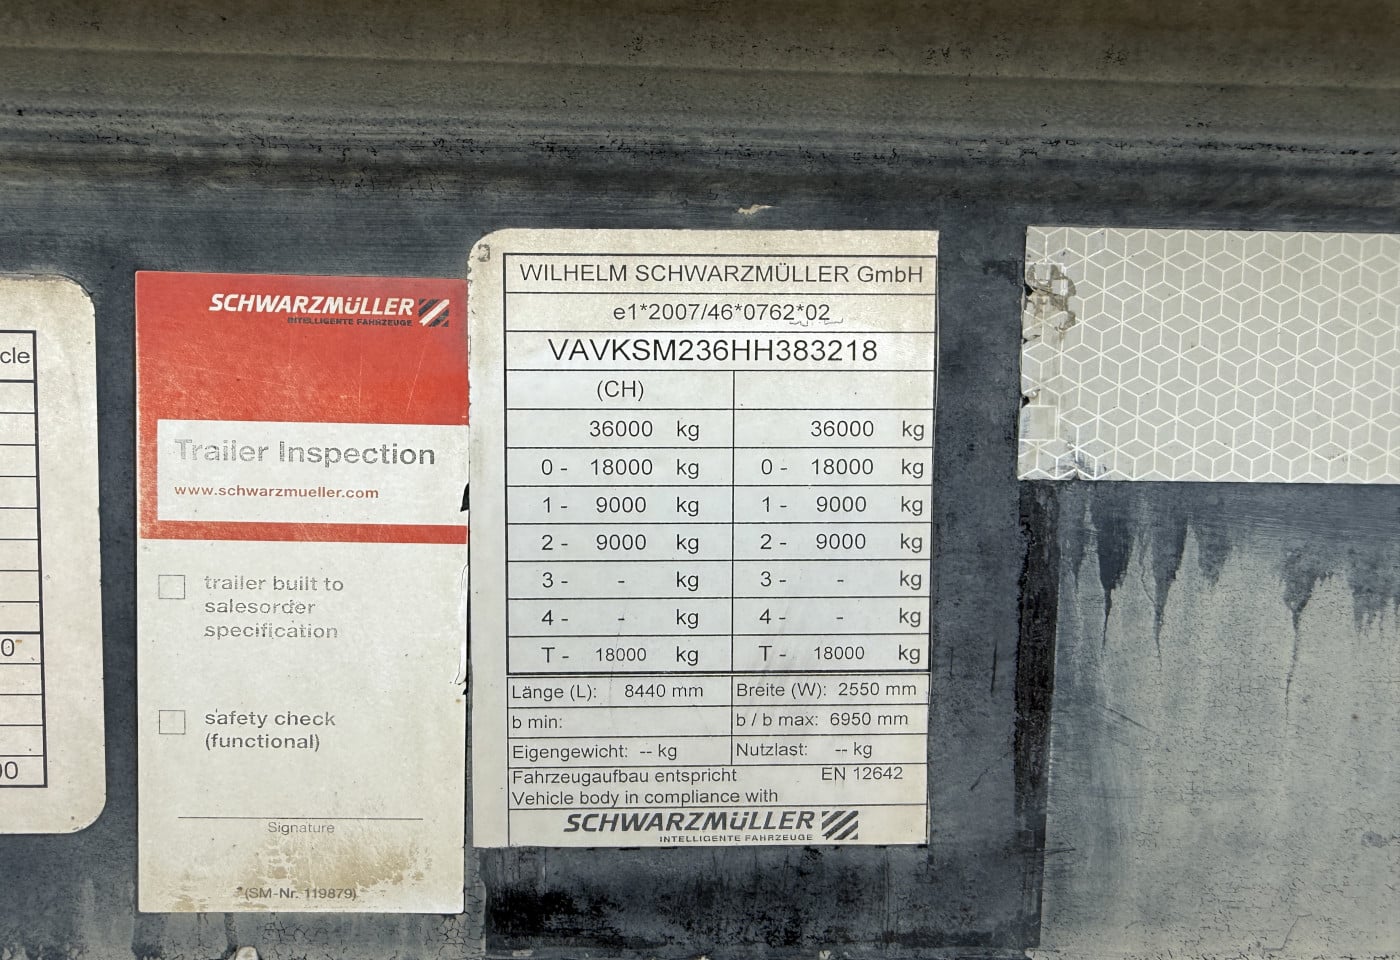 cle
0
00
SCHWARZMÜLLER
INTELLIGENTE FAHRZEUGE
Trailer Inspection
www.schwarzmueller.com
trailer built to
salesorder
specification
safety check
(functional)
Signature
(SM-Nr. 119879)
WILHELM SCHWARZMÜLLER GmbH
e1*2007/46*0762*02
VAVKSM236HH383218
(CH)
36000 kg 36000 kg
0 - 18000 kg 0 - 18000 kg
1 - 9000 kg 1 - 9000 kg
2 - 9000 kg 2 - 9000 kg
3 - - kg 3 - - kg
4 - - kg 4 - - kg
T - 18000 kg T - 18000 kg
Länge (L): 8440 mm Breite (W): 2550 mm
b min: b / b max: 6950 mm
Eigengewicht: -- kg Nutzlast: -- kg
Fahrzeugaufbau entspricht EN 12642
Vehicle body in compliance with
SCHWARZMÜLLER
INTELLIGENTE FAHRZEUGE